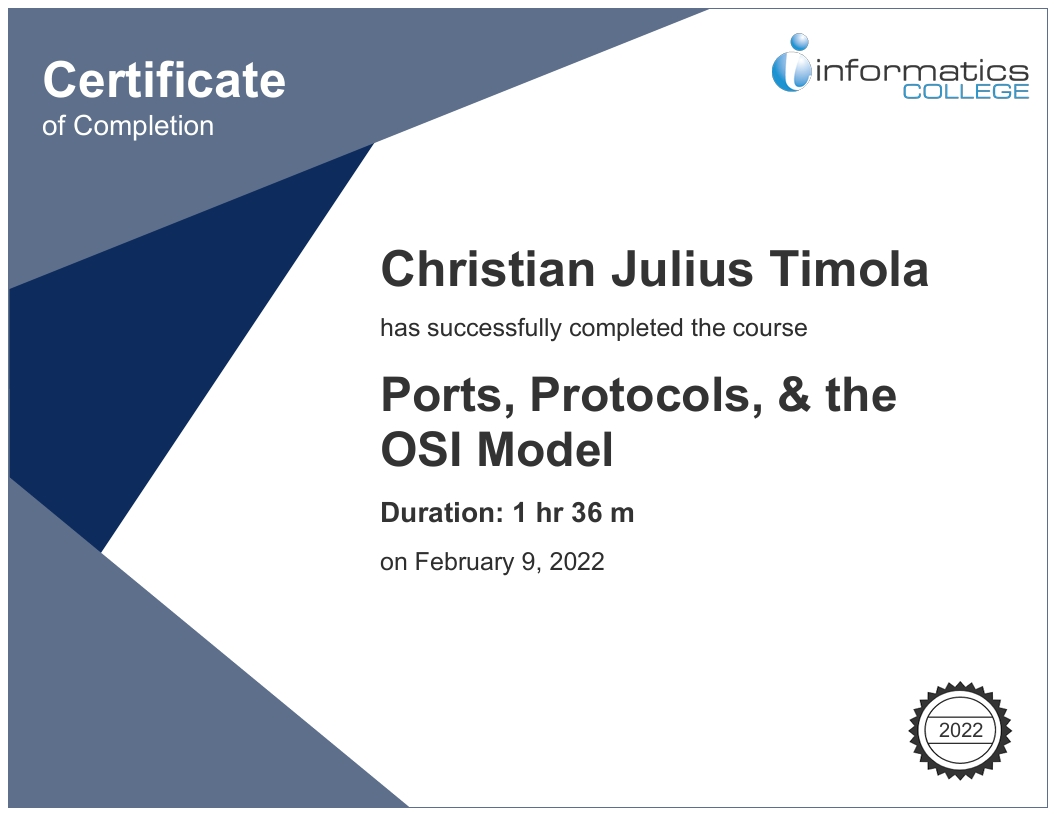 Certificate
of Completion
informatics
COLLEGE
Christian Julius Timola
has successfully completed the course
Ports, Protocols, & the
OSI Model
Duration: 1 hr 36 m
on February 9, 2022
2022